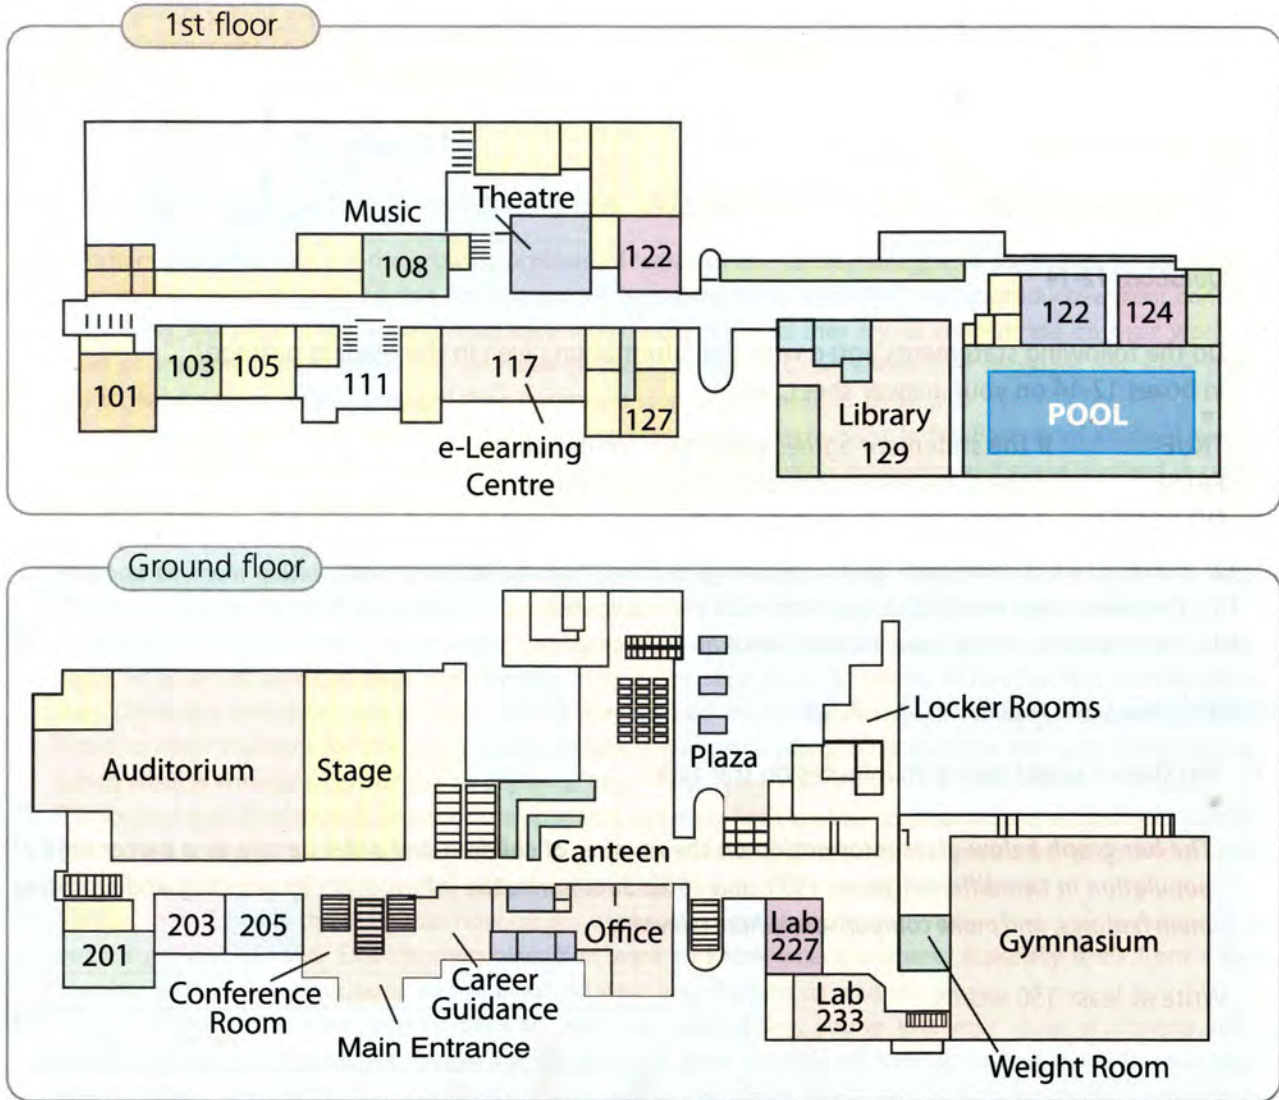 1st floor
Theatre
Music
108
122
122
124
103
105
111
117
101
127
Library
129
POOL
e-Learning
Centre
Ground floor
Locker Rooms
Plaza
Auditorium
Stage
Canteen
203
205
Office
Lab
227
Gymnasium
201
Career
Guidance
Conference
Room
Lab
233
Main Entrance
Weight Room